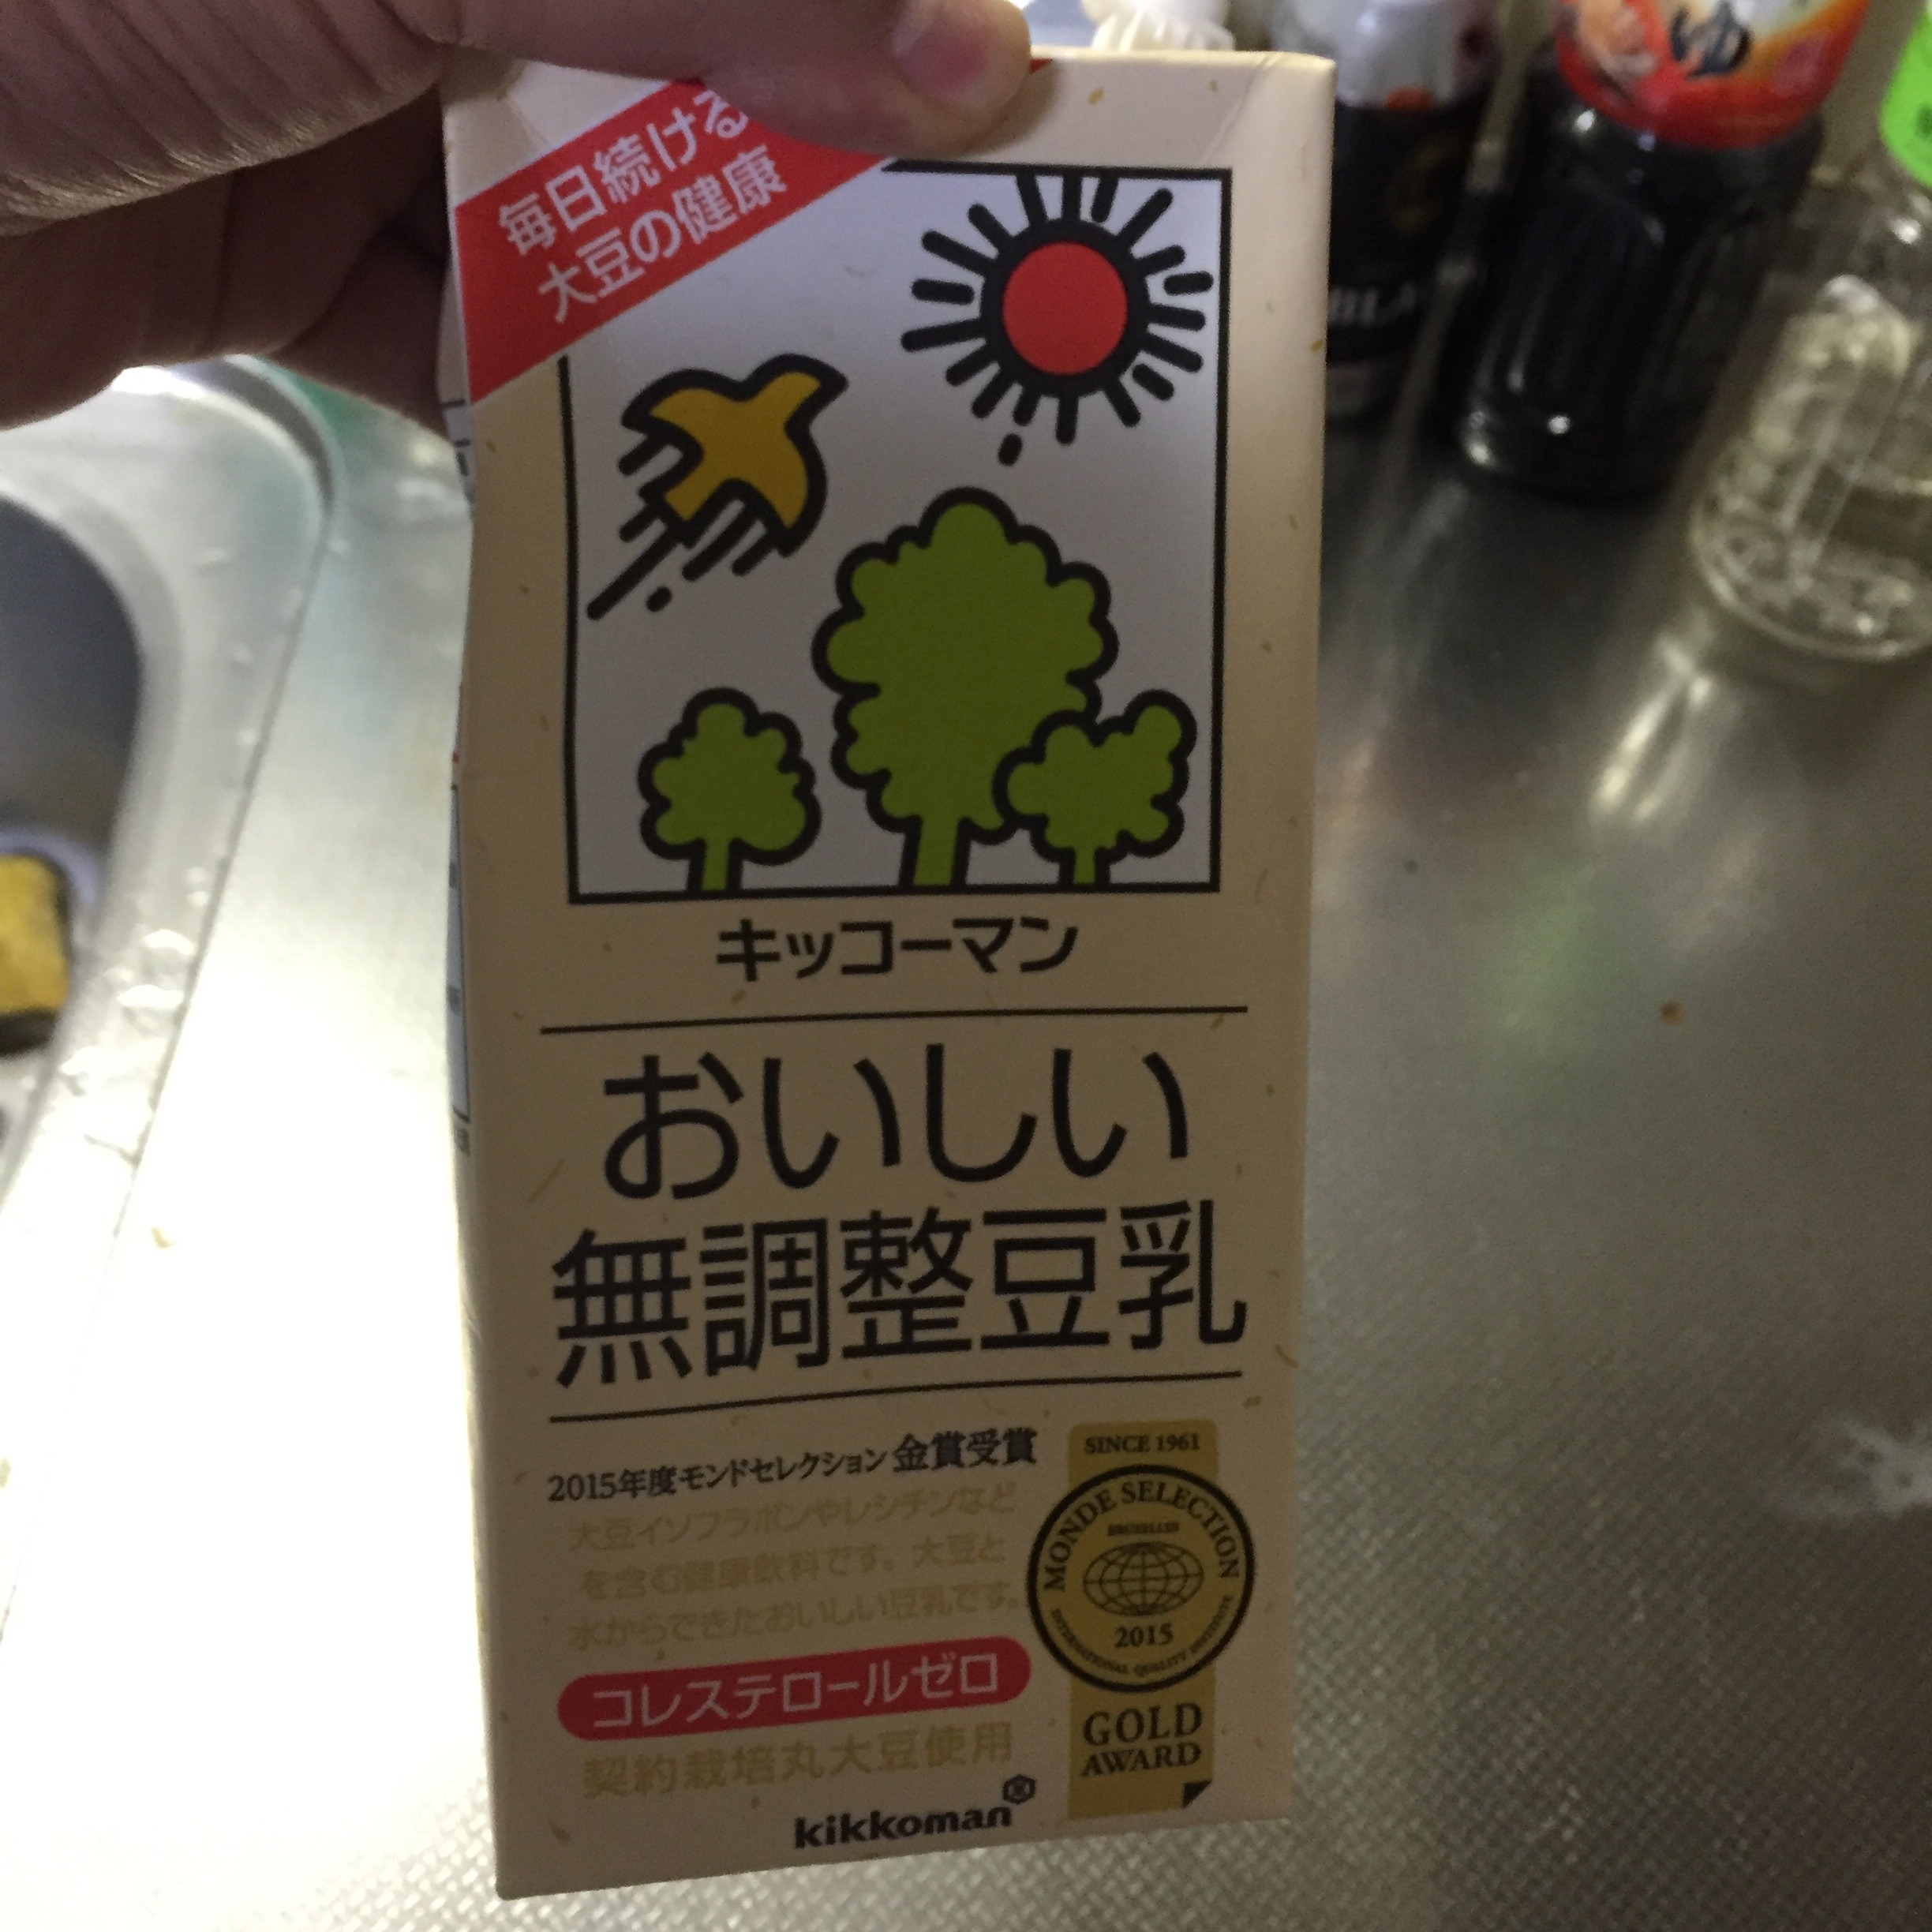 毎日続ける
大豆の健康
キッコーマン
おいしい
無調整豆乳
2015年度モンドセレクション 金賞受賞
大豆イソフラボンやレシチンなど
を含む健康飲料です。大豆と
水からできたおいしい豆乳です。
コレステロールゼロ
契約栽培丸大豆使用
kikkoman
SINCE 1961
MONDE SELECTION
BRUXELLES
2015
INTERNATIONAL QUALITY INSTITUTE
GOLD
AWARD
ゆ